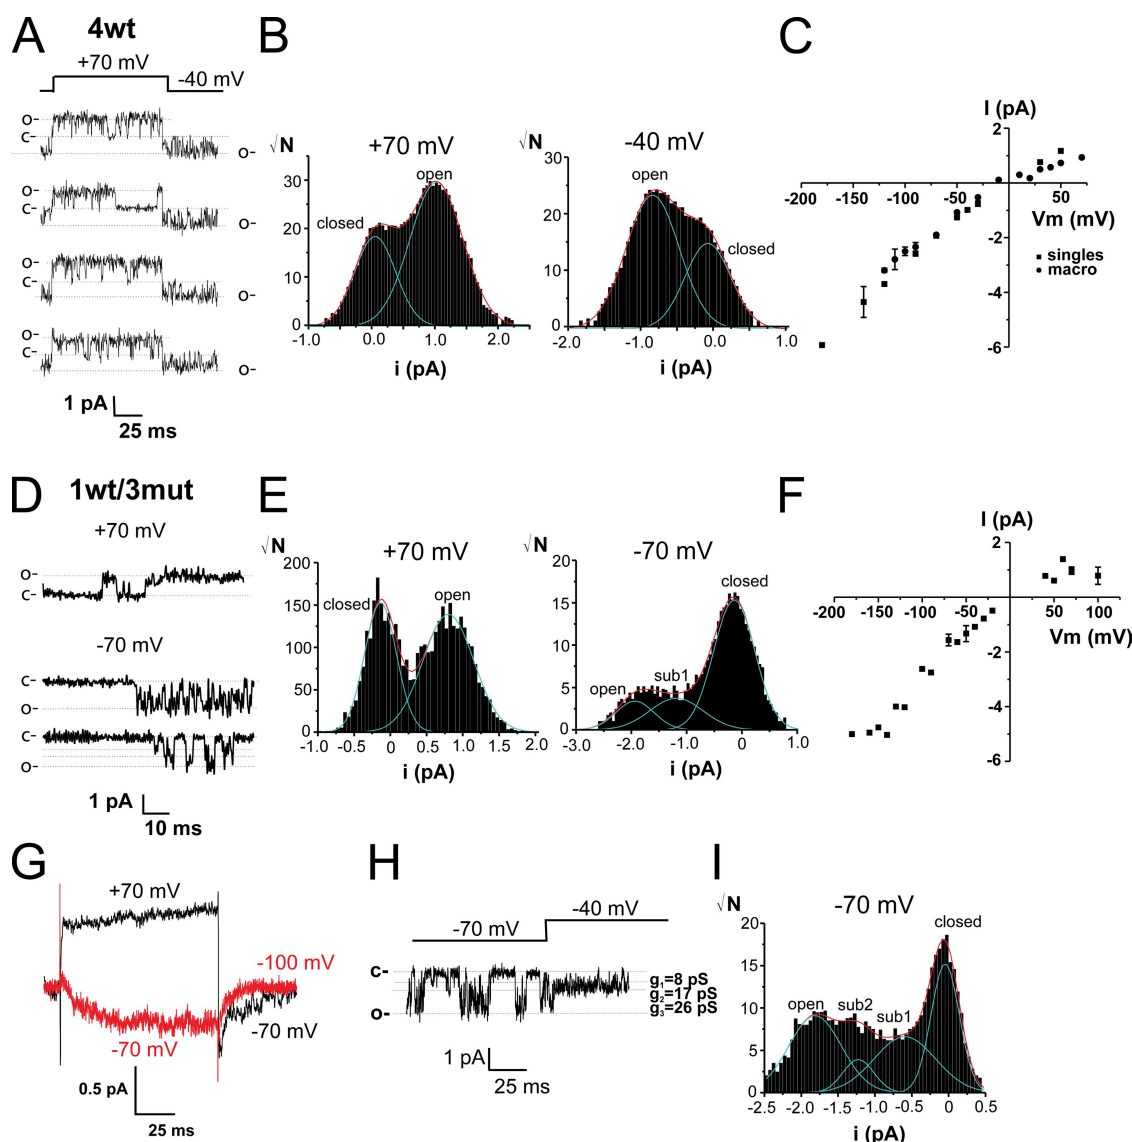 A
4wt
+70 mV
-40 mV
o-
c-
o-
o-
c-
o-
o-
c-
o-
o-
c-
o-
1 pA
25 ms
B
√N
+70 mV
open
closed
30
20
10
0
-1.0
0.0
1.0
2.0
i (pA)
-40 mV
√N
open
closed
30
20
10
0
-2.0
-1.0
0.0
1.0
i (pA)
C
I (pA)
2
-200
-150
-100
-50
50
Vm (mV)
-2
-4
-6
singles
macro
D
1wt/3mut
+70 mV
o-
c-
-70 mV
c-
o-
c-
o-
1 pA
10 ms
E
√N
+70 mV
closed
open
200
150
100
50
0
-1.0
-0.5
0
0.5
1.0
1.5
2.0
i (pA)
√N
-70 mV
closed
open
sub1
20
15
10
5
0
-3.0
-2.0
-1.0
0
1.0
i (pA)
F
I (pA)
2
-200
-150
-100
-50
50
100
Vm (mV)
-2
-4
-6
G
+70 mV
-100 mV
-70 mV
-70 mV
0.5 pA
25 ms
H
-70 mV
-40 mV
c-
o-
g1=8 pS
g2=17 pS
g3=26 pS
1 pA
25 ms
I
√N
-70 mV
closed
open
sub2
sub1
20
15
10
5
0
-2.5
-2.0
-1.5
-1.0
-0.5
0
0.5
i (pA)